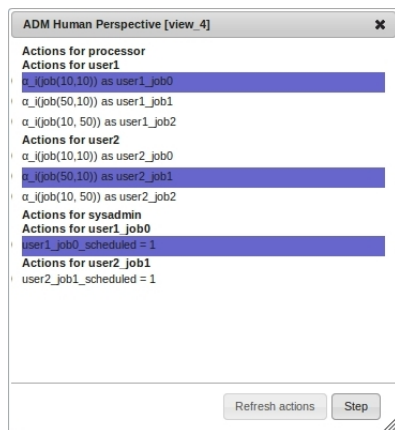 ADM Human Perspective [view_4]
Actions for processor
Actions for user1
α_i(job(10,10)) as user1_job0
α_i(job(50,10)) as user1_job1
α_i(job(10, 50)) as user1_job2
Actions for user2
α_i(job(10,10)) as user2_job0
α_i(job(50,10)) as user2_job1
α_i(job(10, 50)) as user2_job2
Actions for sysadmin
Actions for user1_job0
user1_job0_scheduled = 1
Actions for user2_job1
user2_job1_scheduled = 1
Refresh actions Step